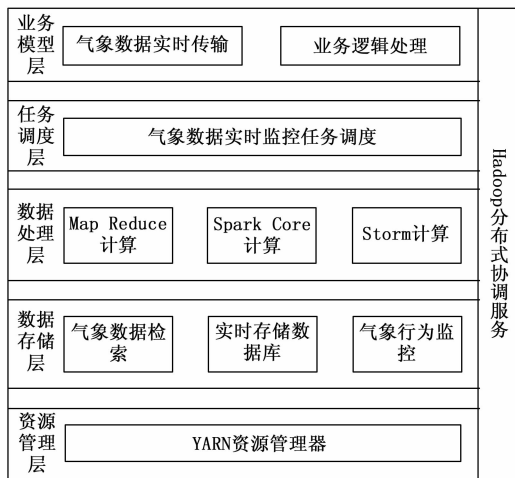 业务
模型
层
气象数据实时传输
业务逻辑处理
任务
调度
层
气象数据实时监控任务调度
数据
处理
层
Map Reduce
计算
Spark Core
计算
Storm计算
数据
存储
层
气象数据检
索
实时存储数
据库
气象行为监
控
资源
管理
层
YARN资源管理器
Hadoop分布式协调服务